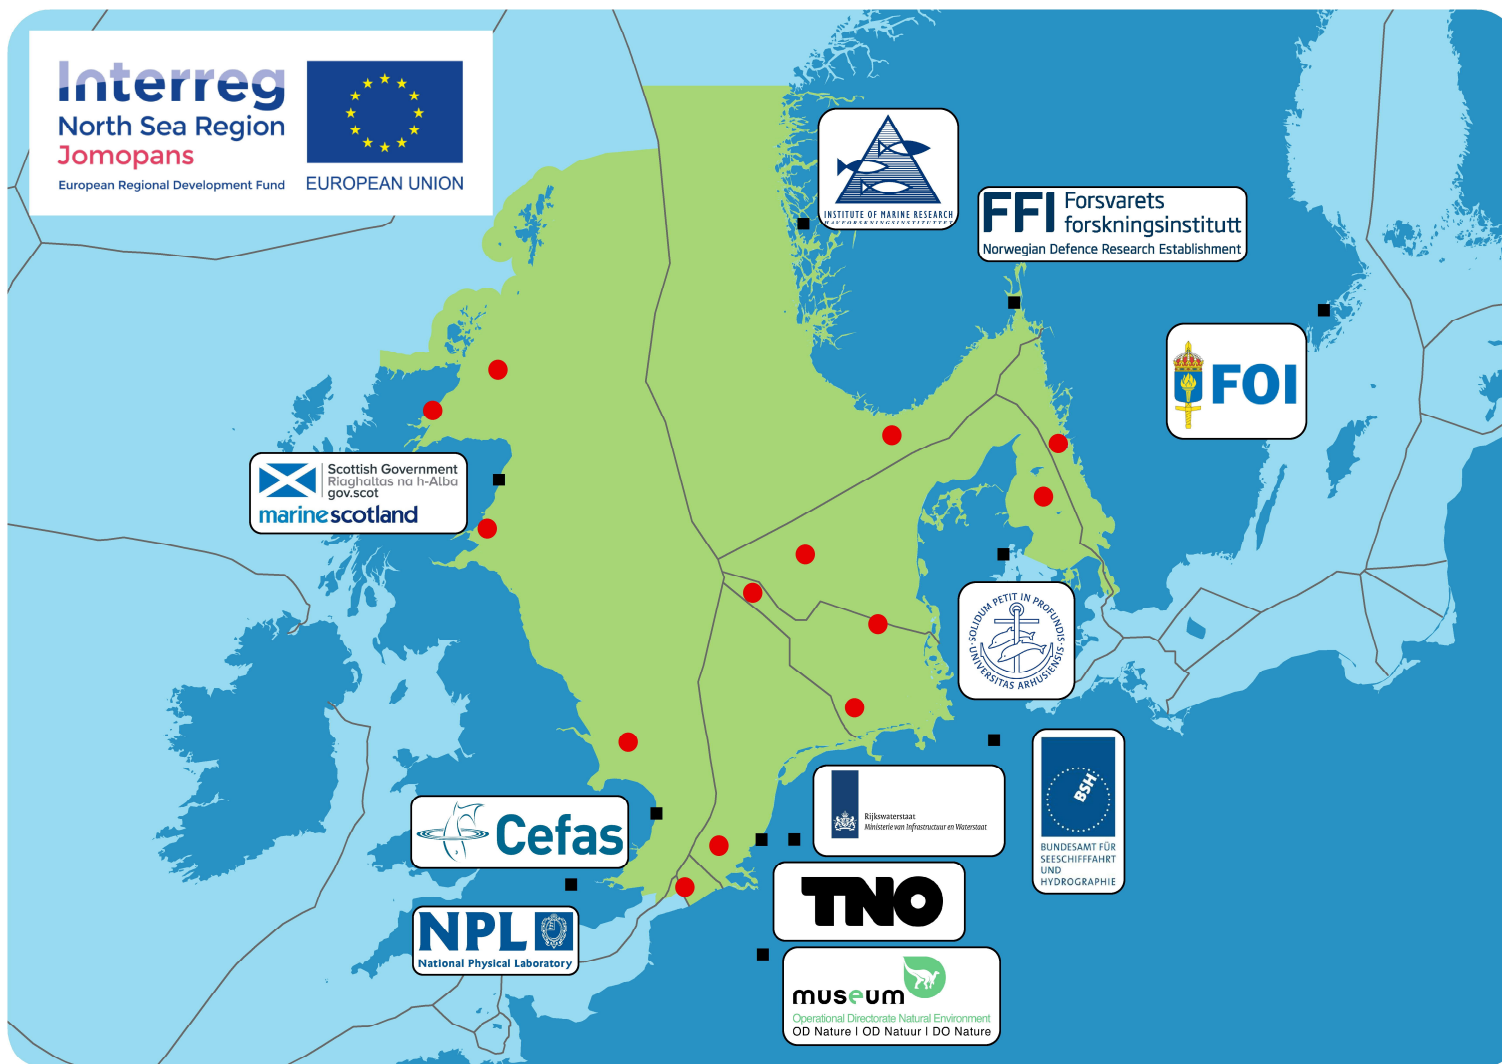 Interreg
North Sea Region
Jomopans
European Regional Development Fund
EUROPEAN UNION
INSTITUTE OF MARINE RESEARCH
HAVFORSKNINGSINSTITUTTET
FFI Forsvarets
forskningsinstitutt
Norwegian Defence Research Establishment
FOI
Scottish Government
Riaghaltas na h-Alba
gov.scot
marinescotland
SOLIDUM PETIT IN PROFUNDIS
UNIVERSITAS ARHUSIENSIS
BSH
BUNDESAMT FÜR
SEESCHIFFFAHRT
UND
HYDROGRAPHIE
Rijkswaterstaat
Ministerie van Infrastructuur en Waterstaat
Cefas
TNO
NPL
National Physical Laboratory
museum
Operational Directorate Natural Environment
OD Nature I OD Natuur I DO Nature